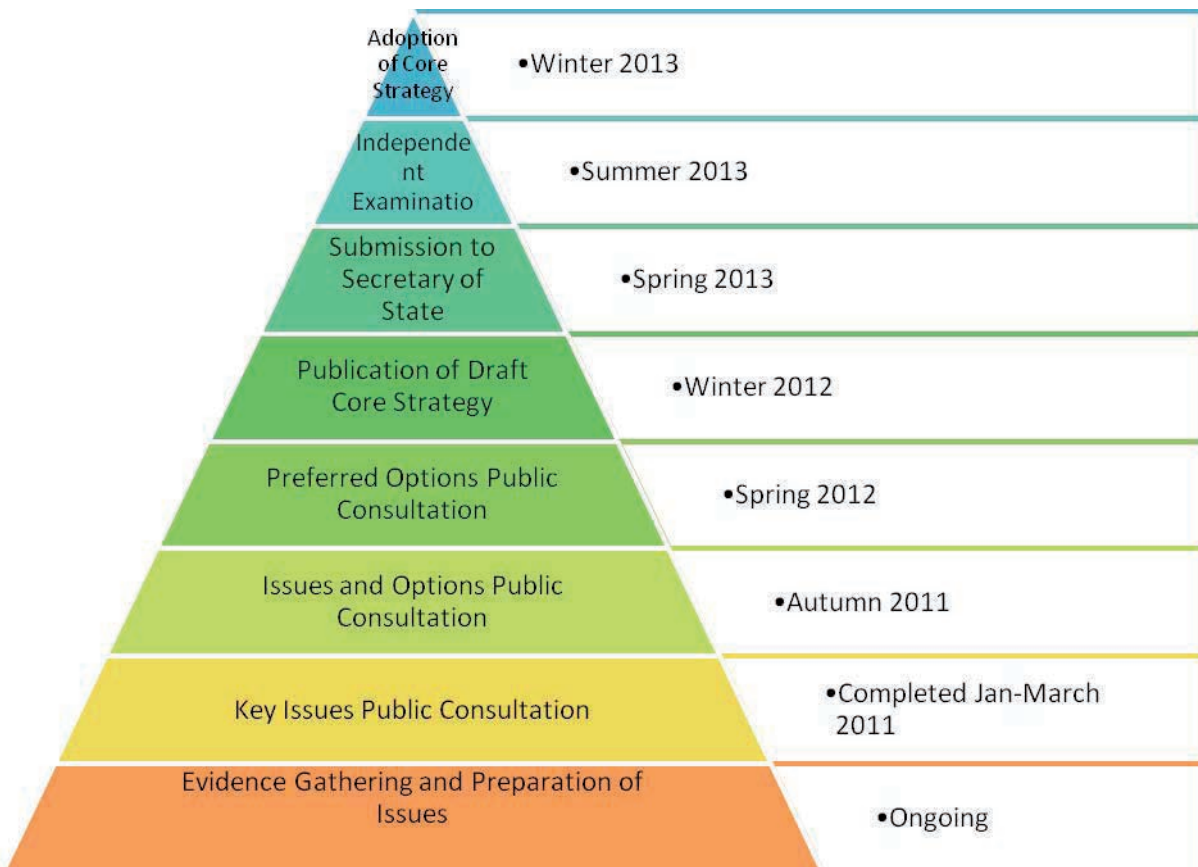 Adoption
of Core
Strategy
•Winter 2013
Independe
nt
Examinatio
•Summer 2013
Submission to
Secretary of
State
•Spring 2013
Publication of Draft
Core Strategy
•Winter 2012
Preferred Options Public
Consultation
•Spring 2012
Issues and Options Public
Consultation
•Autumn 2011
Key Issues Public Consultation
•Completed Jan-March
2011
Evidence Gathering and Preparation of
Issues
•Ongoing